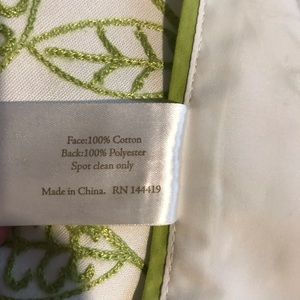 Face:100% Cotton
Back:100% Polyester
Spot clean only
Made in China. RN 144419